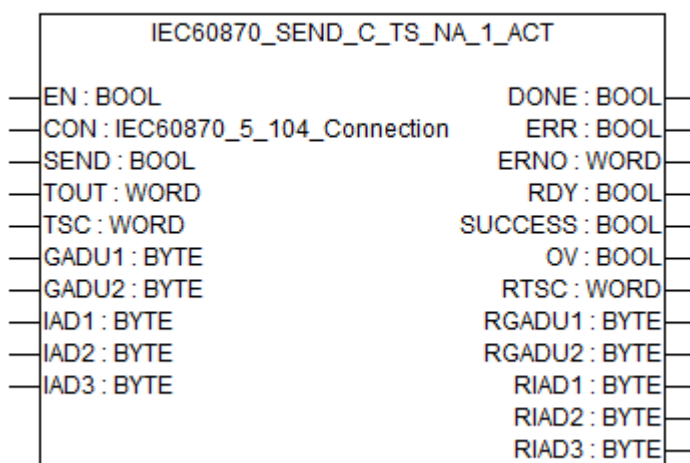 IEC60870_SEND_C_TS_NA_1_ACT
EN : BOOL DONE : BOOL
CON : IEC60870_5_104_Connection ERR : BOOL
SEND : BOOL ERNO : WORD
TOUT : WORD RDY : BOOL
TSC : WORD SUCCESS : BOOL
GADU1 : BYTE OV : BOOL
GADU2 : BYTE RTSC : WORD
IAD1 : BYTE RGADU1 : BYTE
IAD2 : BYTE RGADU2 : BYTE
IAD3 : BYTE RIAD1 : BYTE
RIAD2 : BYTE
RIAD3 : BYTE